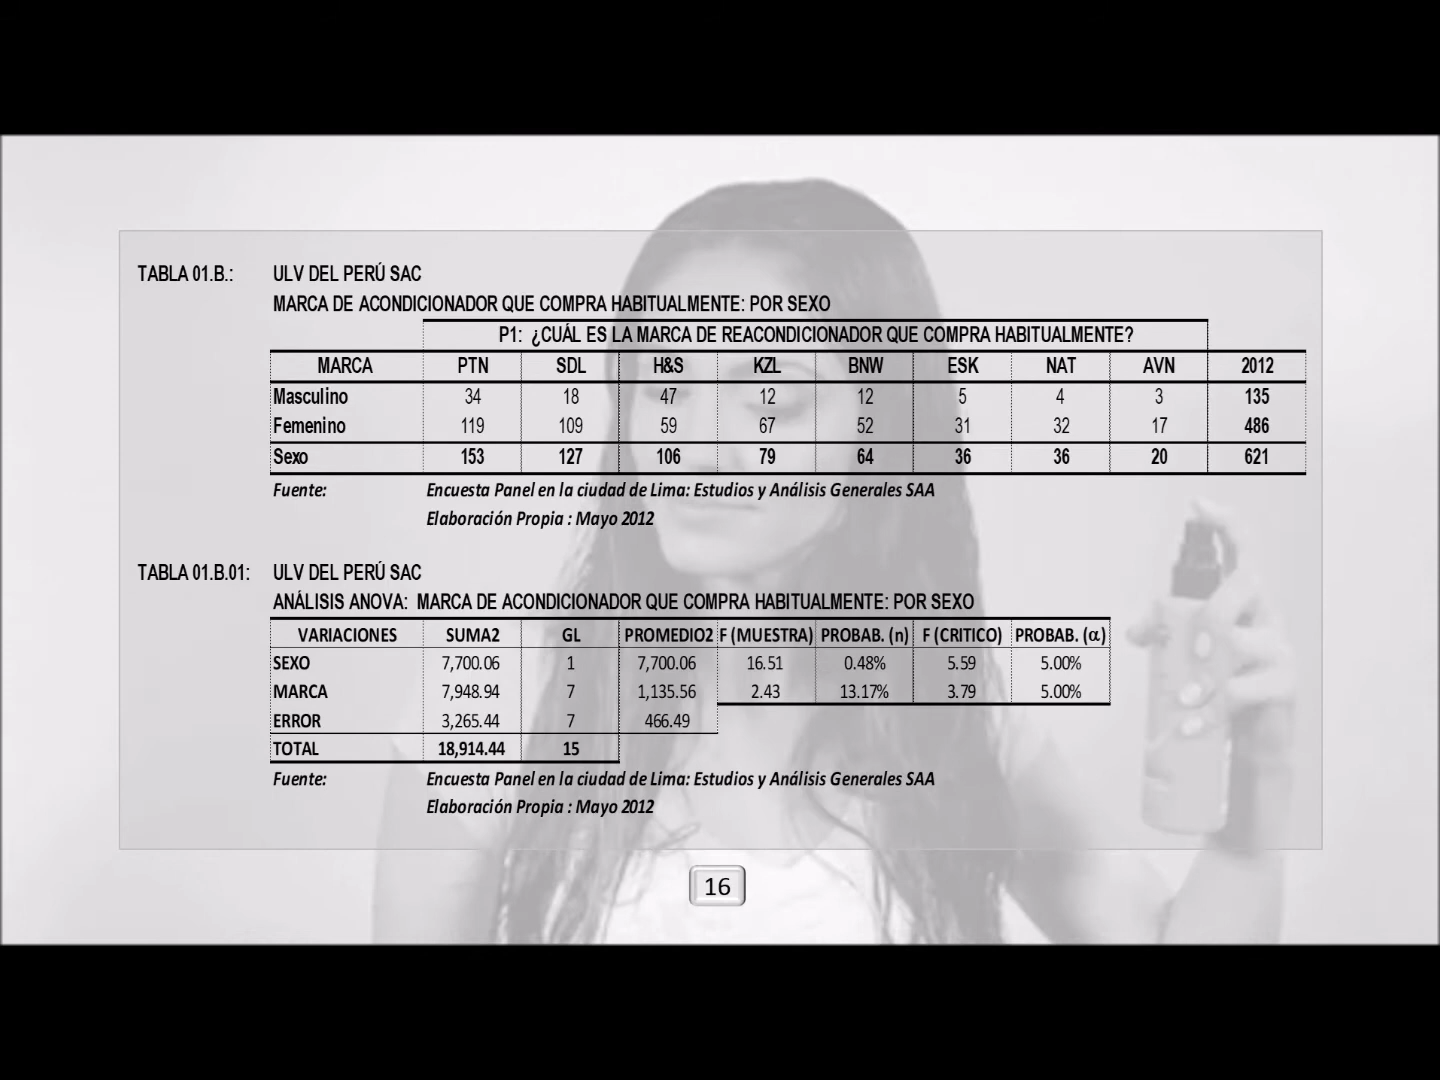 TABLA 01.B.: ULV DEL PERÚ SAC
MARCA DE ACONDICIONADOR QUE COMPRA HABITUALMENTE: POR SEXO
P1: ¿CUÁL ES LA MARCA DE REACONDICIONADOR QUE COMPRA HABITUALMENTE?
MARCA PTN SDL H&S KZL BNW ESK NAT AVN 2012
Masculino 34 18 47 12 12 5 4 3 135
Femenino 119 109 59 67 52 31 32 17 486
Sexo 153 127 106 79 64 36 36 20 621
Fuente: Encuesta Panel en la ciudad de Lima: Estudios y Análisis Generales SAA
Elaboración Propia : Mayo 2012
TABLA 01.B.01: ULV DEL PERÚ SAC
ANÁLISIS ANOVA: MARCA DE ACONDICIONADOR QUE COMPRA HABITUALMENTE: POR SEXO
VARIACIONES SUMA2 GL PROMEDIO2 F (MUESTRA) PROBAB. (n) F (CRITICO) PROBAB. (α)
SEXO 7,700.06 1 7,700.06 16.51 0.48% 5.59 5.00%
MARCA 7,948.94 7 1,135.56 2.43 13.17% 3.79 5.00%
ERROR 3,265.44 7 466.49
TOTAL 18,914.44 15
Fuente: Encuesta Panel en la ciudad de Lima: Estudios y Análisis Generales SAA
Elaboración Propia : Mayo 2012
16